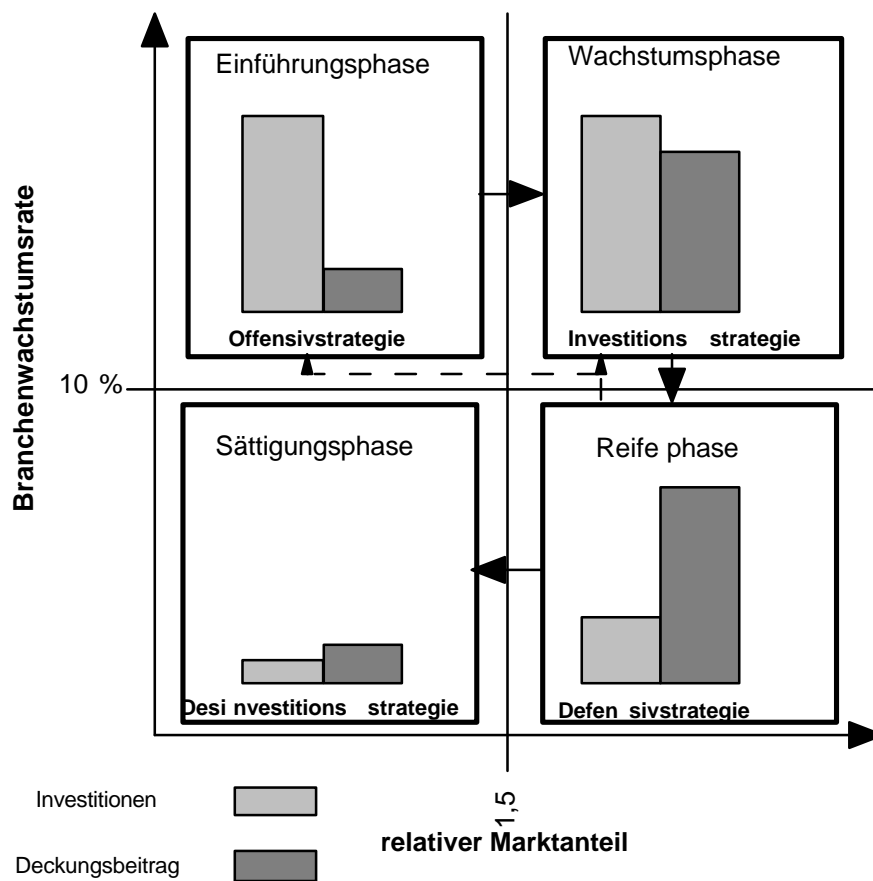 Einführungsphase
Wachstumsphase
Offensivstrategie
Investitions strategie
10 %
Branchenwachstumsrate
Sättigungsphase
Reife phase
Desi nvestitions strategie
Defen sivstrategie
Investitionen
1,5
relativer Marktanteil
Deckungsbeitrag